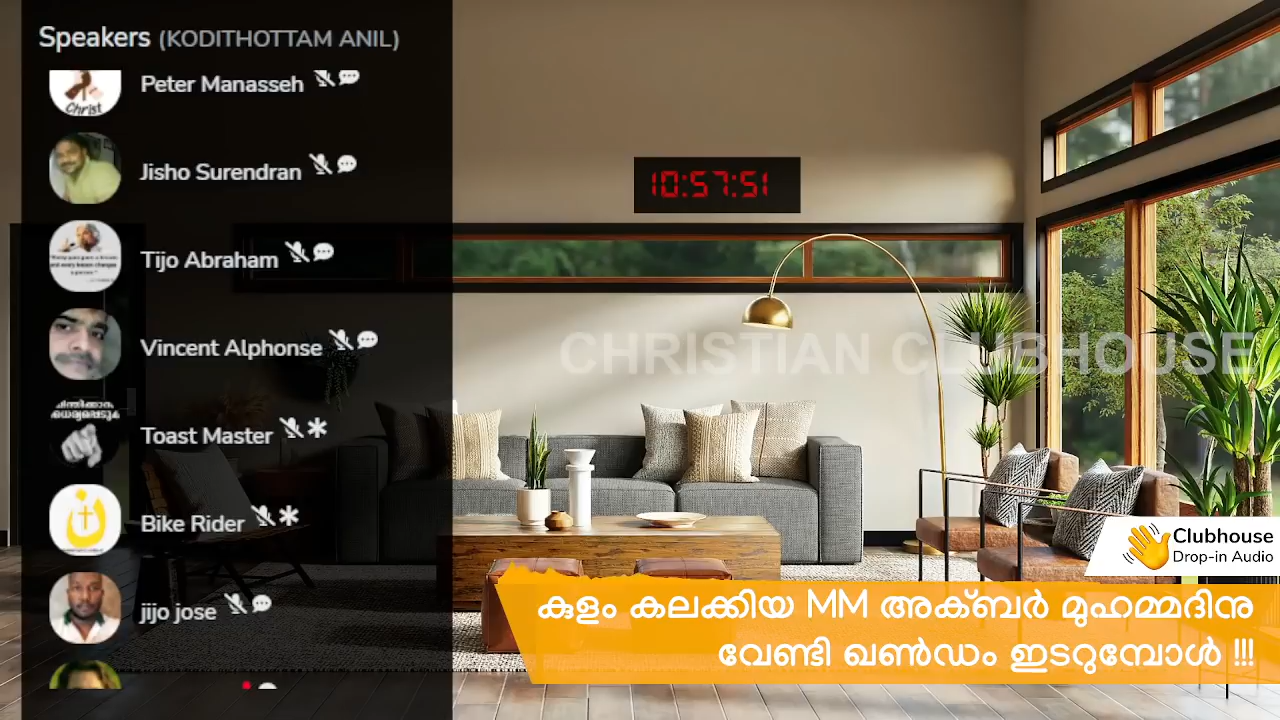 Speakers (KODITHOTTAM ANIL)
Peter Manasseh
Christ
Jisho Surendran
Tijo Abraham
Vincent Alphonse
Toast Master
Bike Rider
jijo jose
10:57:51
CHRISTIAN CLUBHOUSE
Clubhouse
Drop-in Audio
കുളം കലക്കിയ MM അക്ബർ മുഹമ്മദിനു
വേണ്ടി ഖൺഡം ഇടറുമ്പോൾ !!!